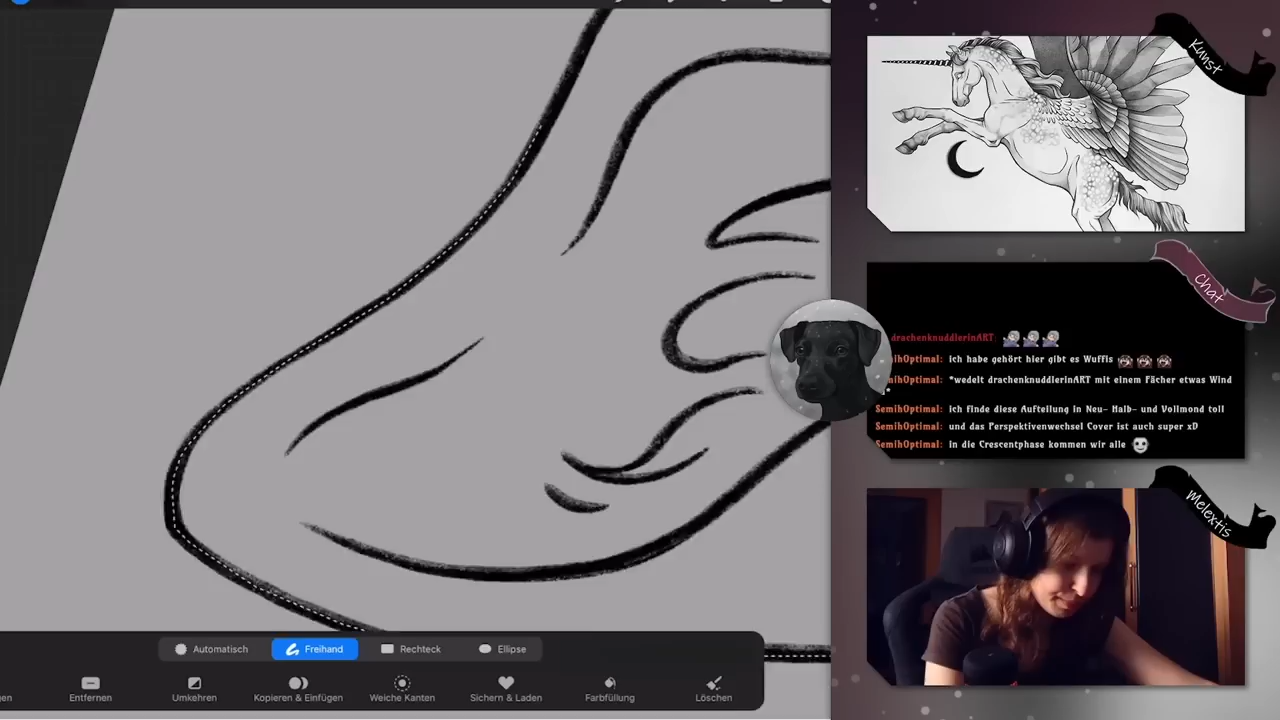 Kunst
Chat
drachenknuddlerinART
ihOptimal: ich habe gehört hier gibt es Wuffis
ihOptimal: *wedelt drachenknuddlerinART mit einem Fächer etwas Wind
*
SemihOptimal: ich finde diese Aufteilung in Neu- Halb- und Vollmond toll
SemihOptimal: und das Perspektivenwechsel Cover ist auch super xD
SemihOptimal: in die Crescentphase kommen wir alle
Melextis
Automatisch Freihand Rechteck Ellipse
gen Entfernen Umkehren Kopieren & Einfügen Weiche Kanten Sichern & Laden Farbfüllung Löschen